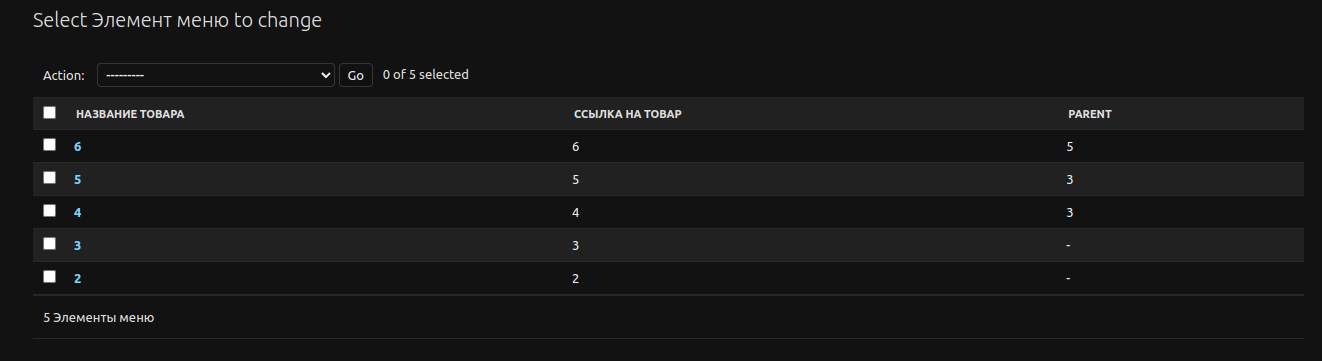 Select Элемент меню to change
Action: --------- Go 0 of 5 selected
НАЗВАНИЕ ТОВАРА ССЫЛКА НА ТОВАР PARENT
6 6 5
5 5 3
4 4 3
3 3 -
2 2 -
5 Элементы меню